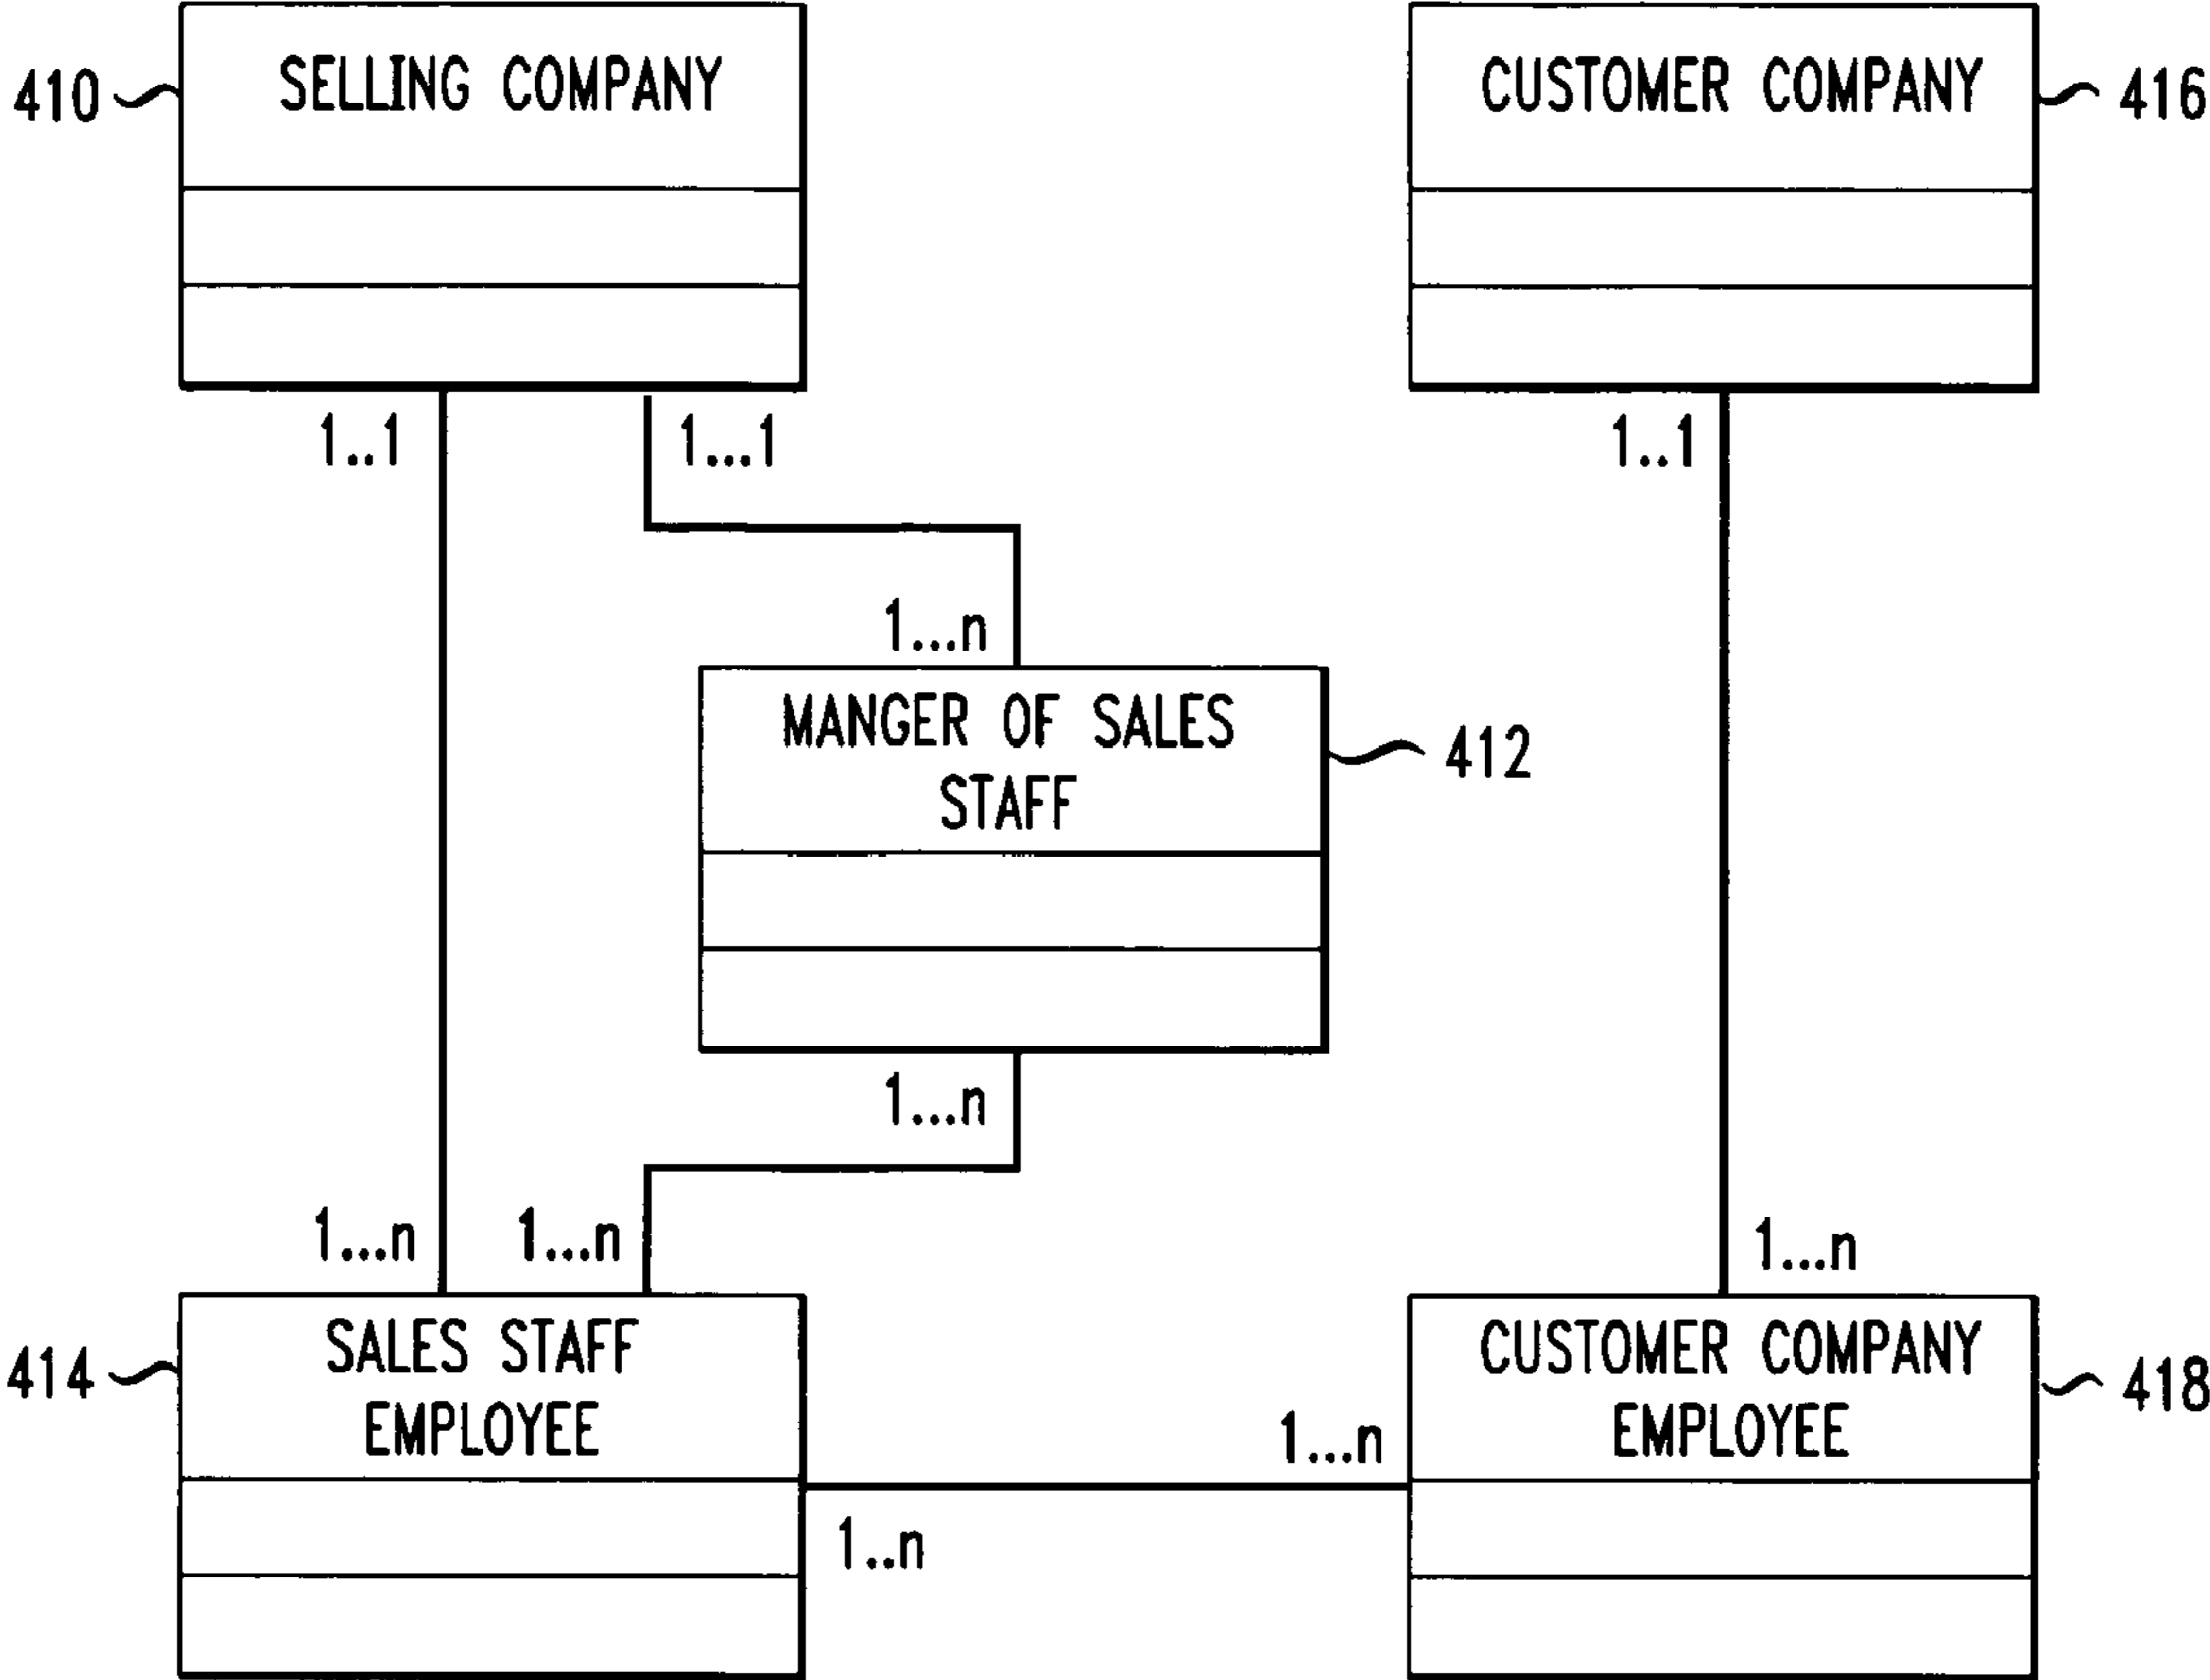 SELLING COMPANY
410
CUSTOMER COMPANY
416
1..1
1...1
1..1
1...n
MANGER OF SALES
STAFF
412
1...n
1...n
1...n
1...n
SALES STAFF
EMPLOYEE
414
CUSTOMER COMPANY
EMPLOYEE
418
1...n
1..n